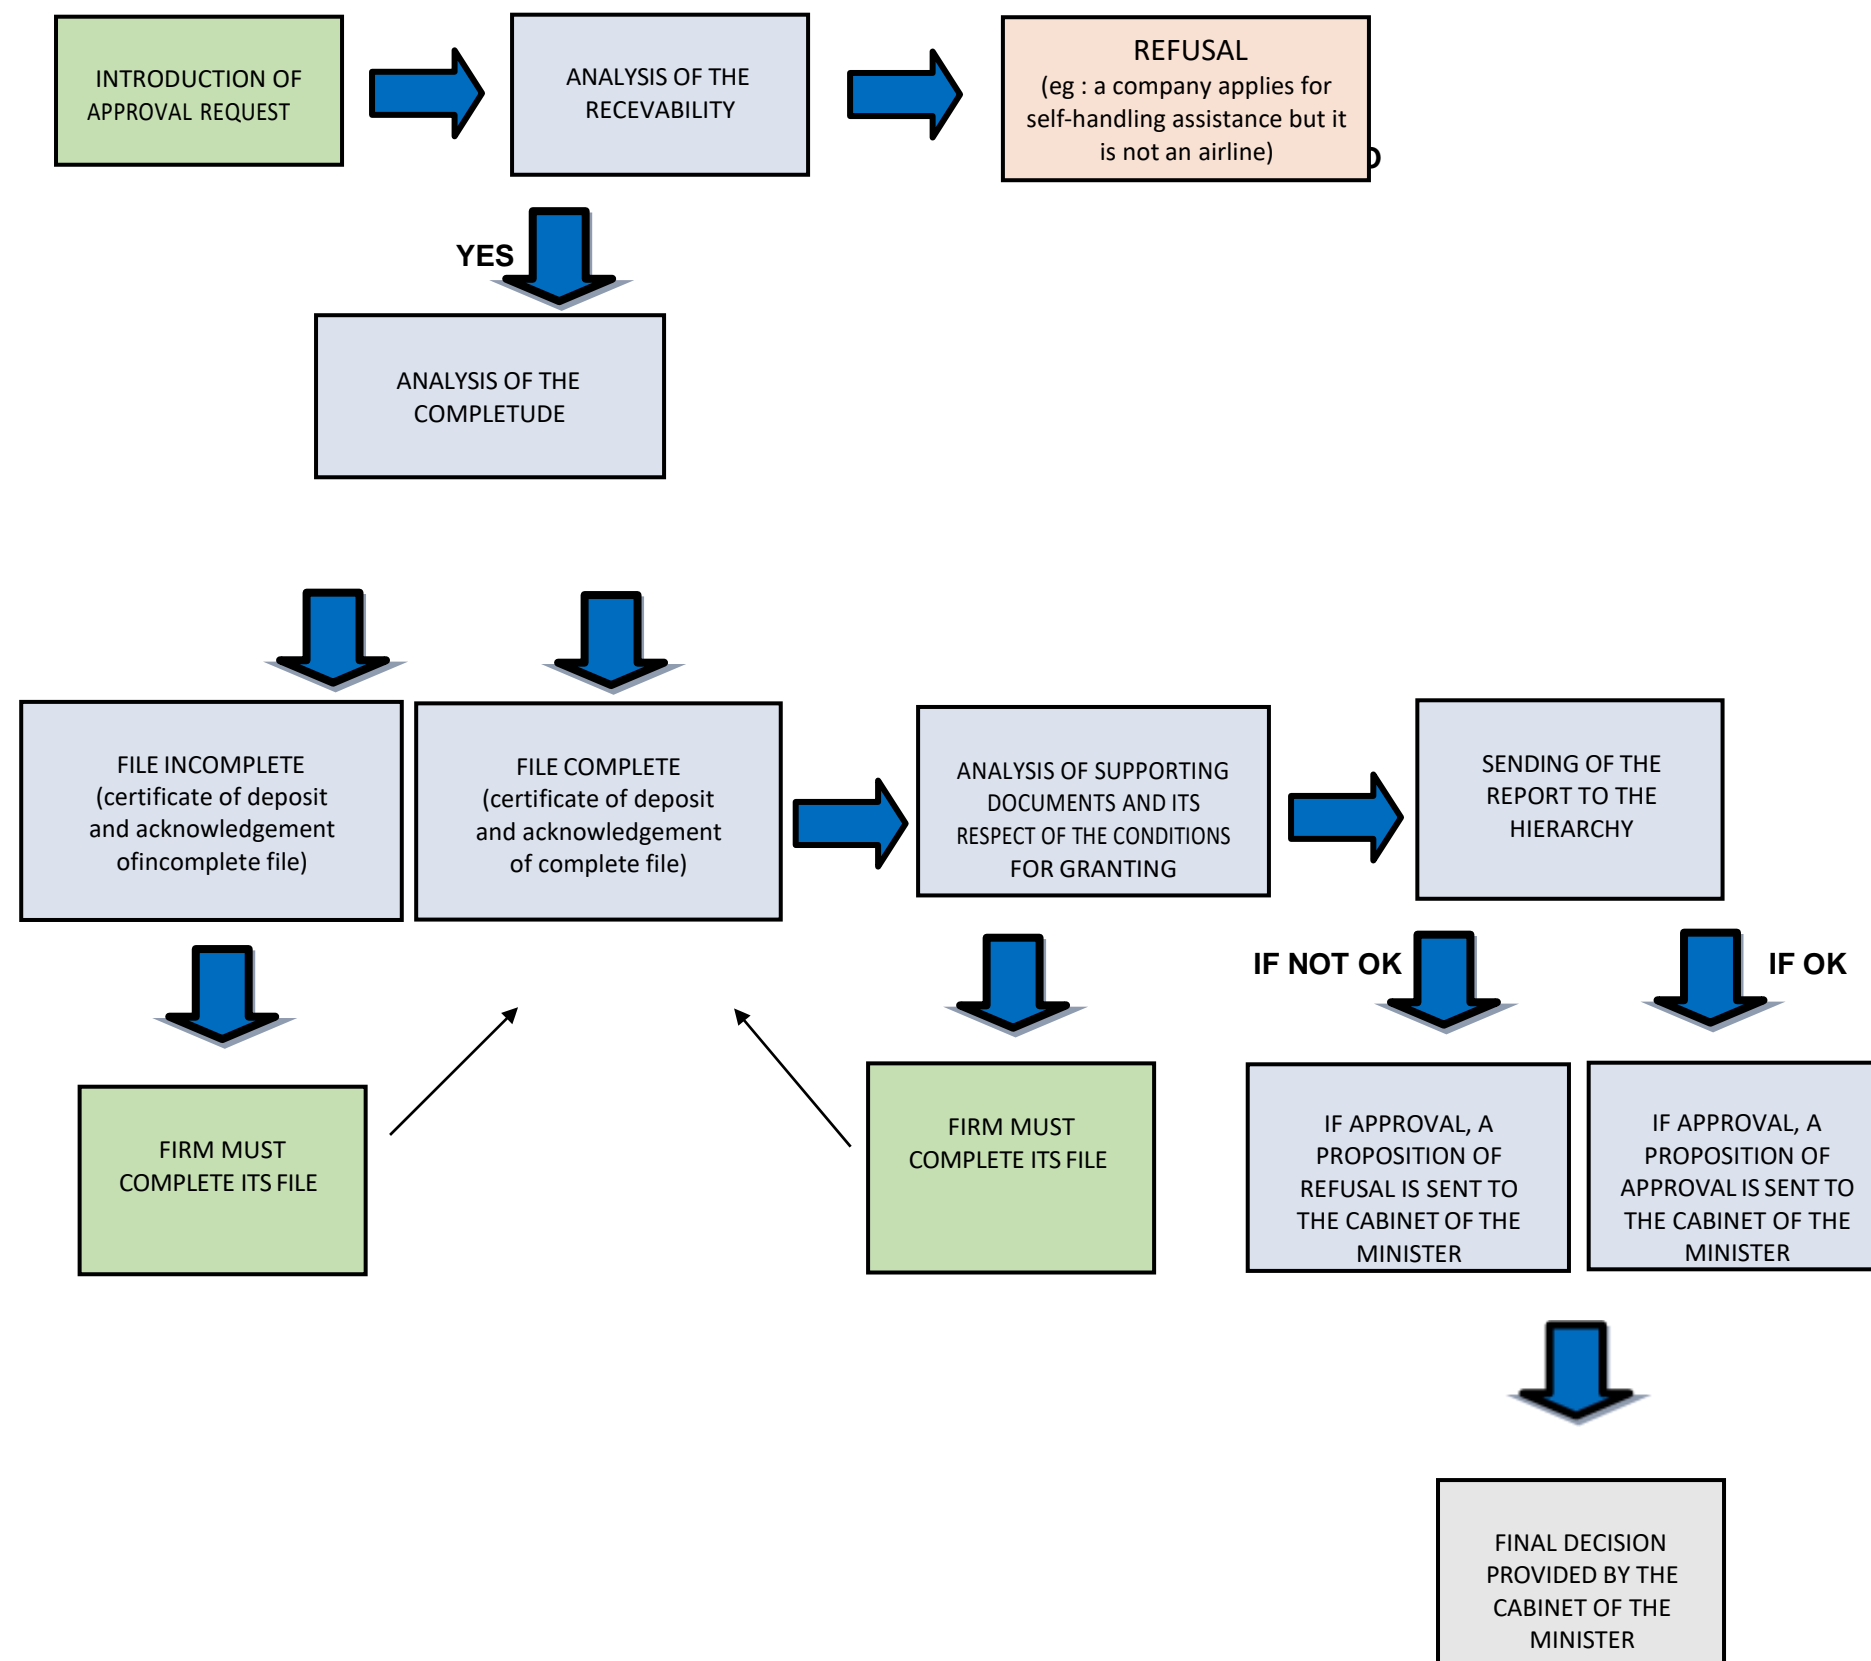 INTRODUCTION OF
APPROVAL REQUEST
ANALYSIS OF THE
RECEVABILITY
REFUSAL
(eg : a company applies for
self-handling assistance but it
is not an airline)
YES
ANALYSIS OF THE
COMPLETUDE
FILE INCOMPLETE
(certificate of deposit
and acknowledgement
ofincomplete file)
FILE COMPLETE
(certificate of deposit
and acknowledgement
of complete file)
ANALYSIS OF SUPPORTING
DOCUMENTS AND ITS
RESPECT OF THE CONDITIONS
FOR GRANTING
SENDING OF THE
REPORT TO THE
HIERARCHY
IF NOT OK
IF OK
FIRM MUST
COMPLETE ITS FILE
FIRM MUST
COMPLETE ITS FILE
IF APPROVAL, A
PROPOSITION OF
REFUSAL IS SENT TO
THE CABINET OF THE
MINISTER
IF APPROVAL, A
PROPOSITION OF
APPROVAL IS SENT TO
THE CABINET OF THE
MINISTER
FINAL DECISION
PROVIDED BY THE
CABINET OF THE
MINISTER